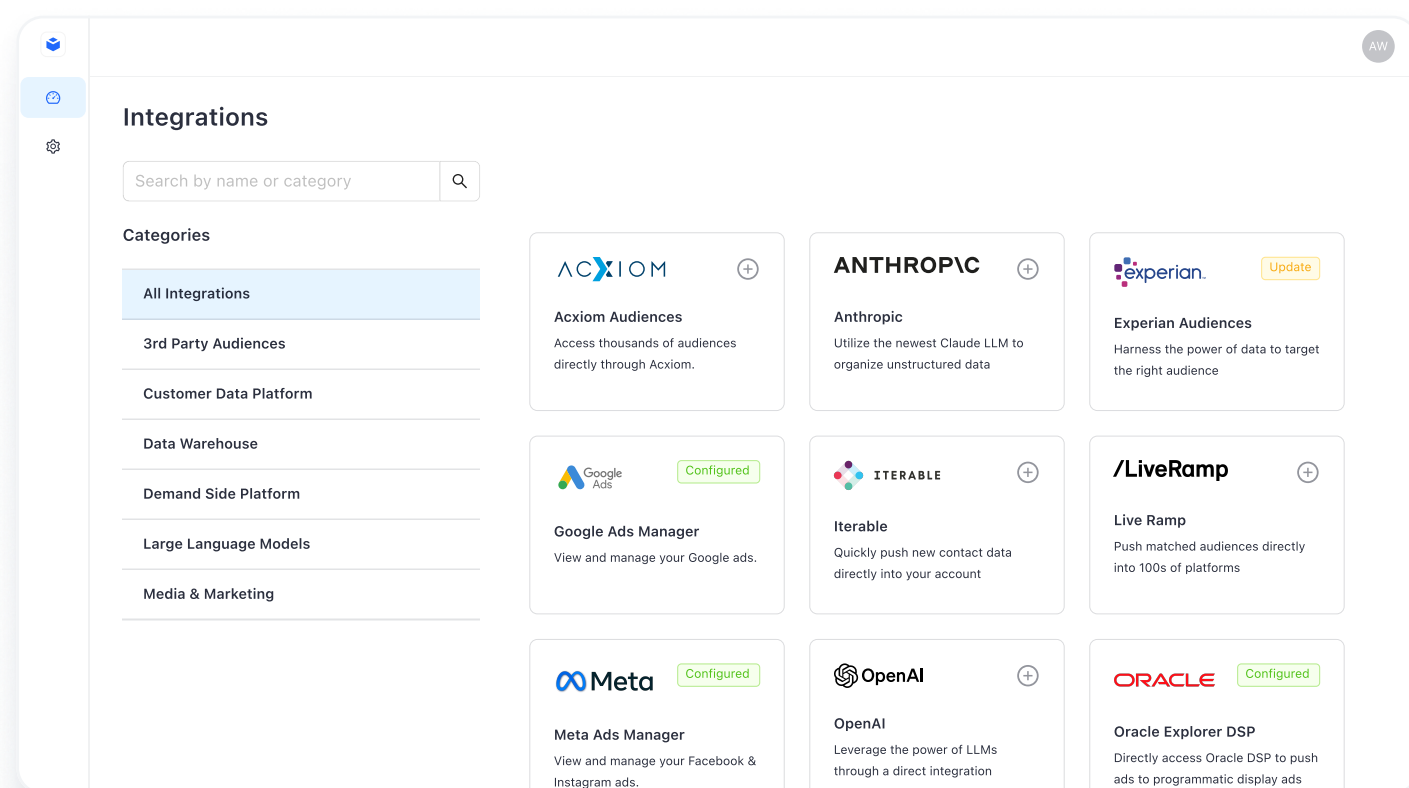 AW
Integrations
Search by name or category
Categories
All Integrations
3rd Party Audiences
Customer Data Platform
Data Warehouse
Demand Side Platform
Large Language Models
Media & Marketing
ACXIOM
Acxiom Audiences
Access thousands of audiences
directly through Acxiom.
ANTHROP\C
Anthropic
Utilize the newest Claude LLM to
organize unstructured data
experian™
Update
Experian Audiences
Harness the power of data to target
the right audience
Google
Ads
Configured
Google Ads Manager
View and manage your Google ads.
ITERABLE
Iterable
Quickly push new contact data
directly into your account
/LiveRamp
Live Ramp
Push matched audiences directly
into 100s of platforms
Meta
Configured
Meta Ads Manager
View and manage your Facebook &
Instagram ads.
OpenAI
OpenAI
Leverage the power of LLMs
through a direct integration
ORACLE
Configured
Oracle Explorer DSP
Directly access Oracle DSP to push
ads to programmatic display ads